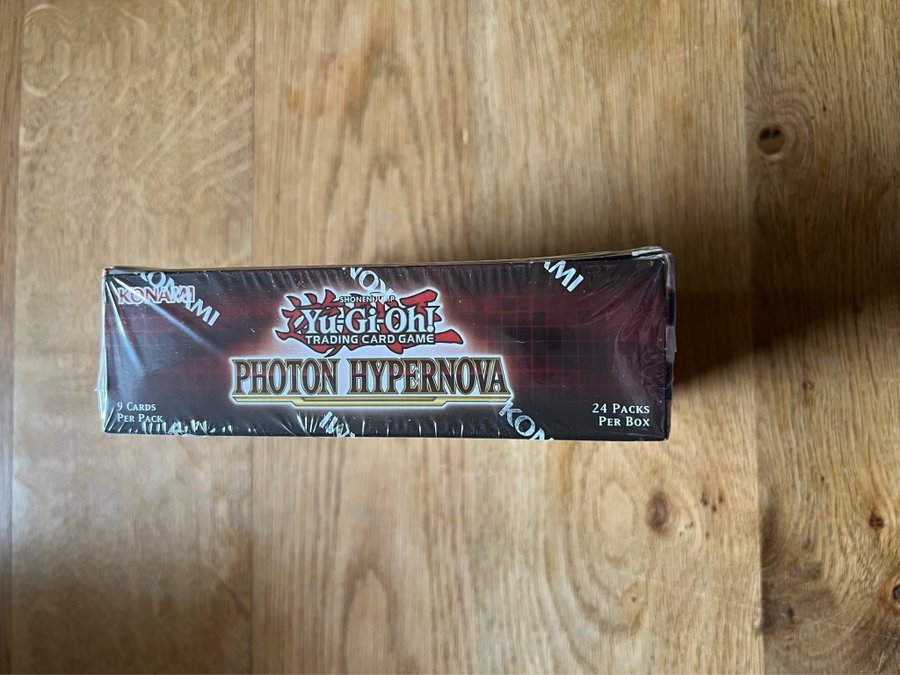 KONAMI
KONAMI
KONAMI
KONAMI
SHONEN JUMP
Yu-Gi-Oh!
TRADING CARD GAME
PHOTON HYPERNOVA
9 CARDS
PER PACK
24 PACKS
PER BOX